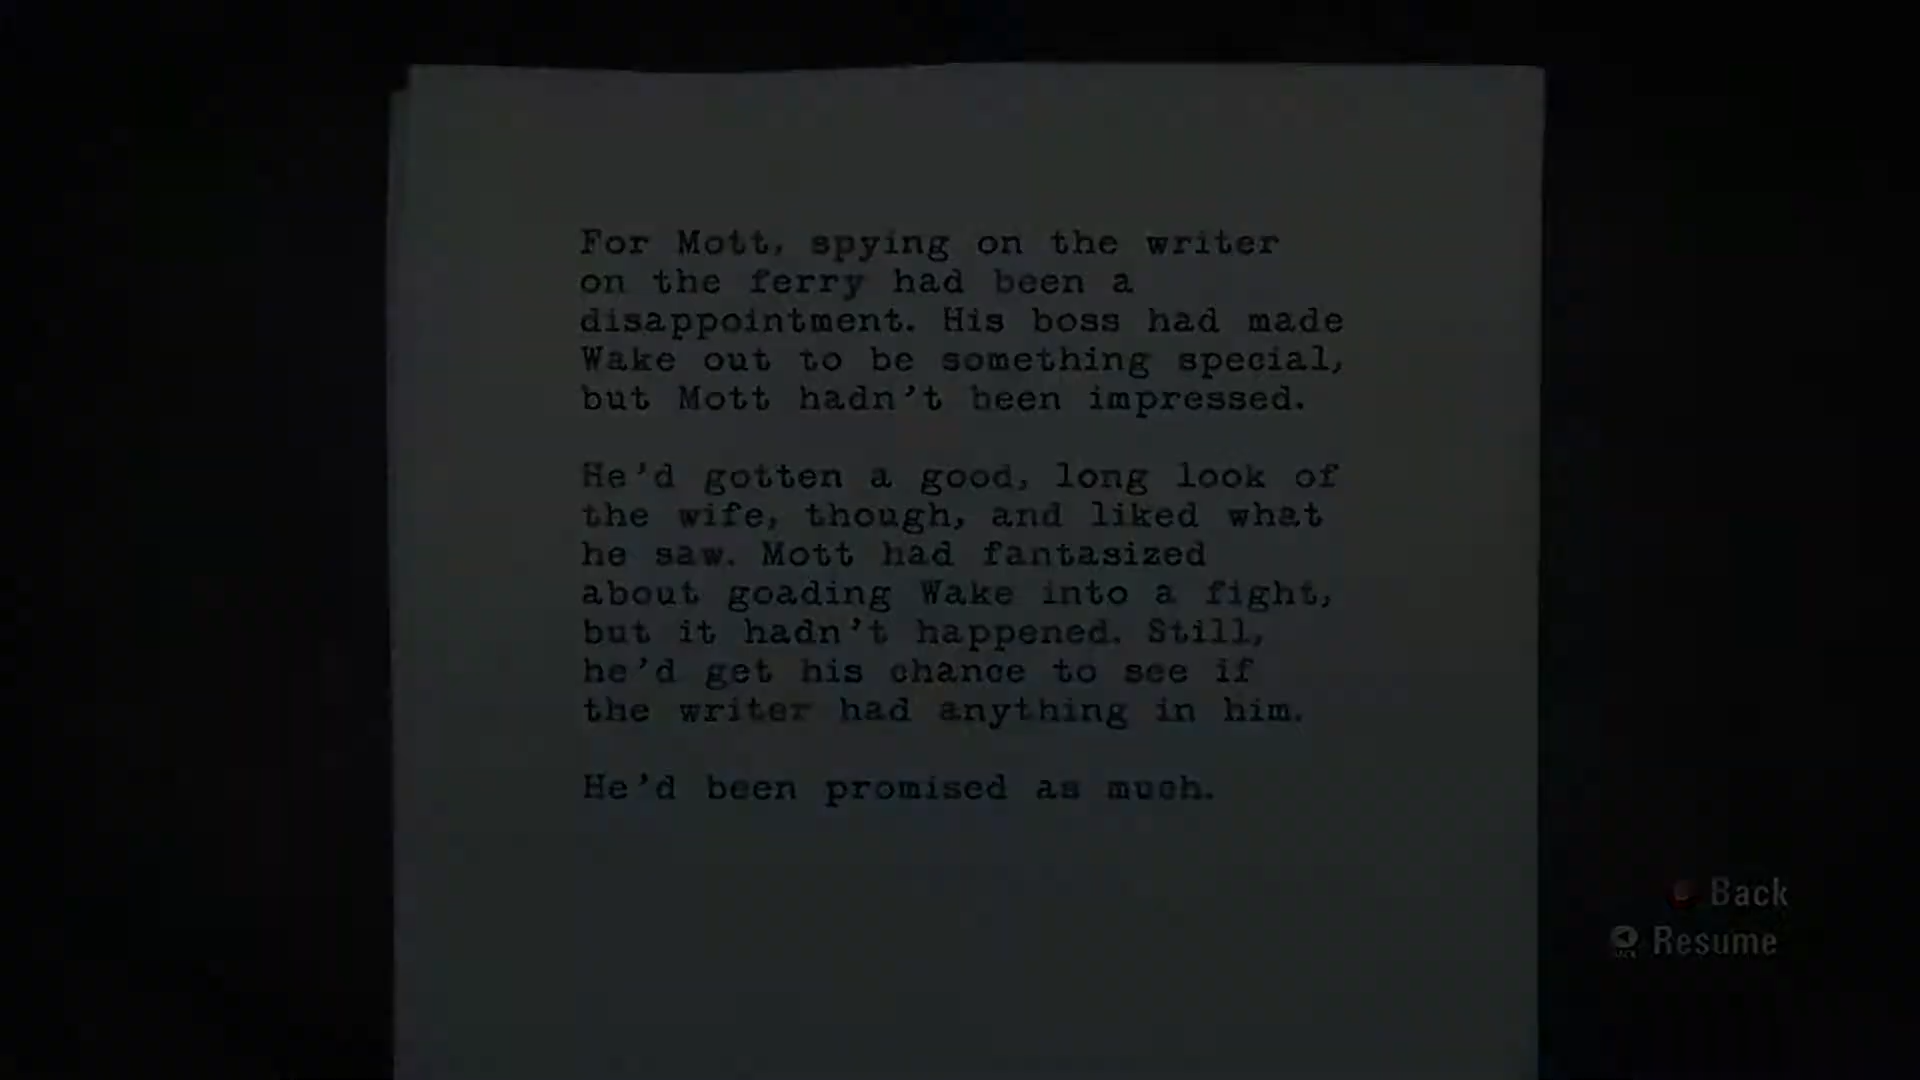 For Mott, spying on the writer
on the ferry had been a
disappointment. His boss had made
Wake out to be something special,
but Mott hadn't been impressed.
He'd gotten a good, long look of
the wife, though, and liked what
he saw. Mott had fantasized
about goading Wake into a fight,
but it hadn't happened. Still,
he'd get his chance to see if
the writer had anything in him.
He'd been promised as much.
Back
Resume